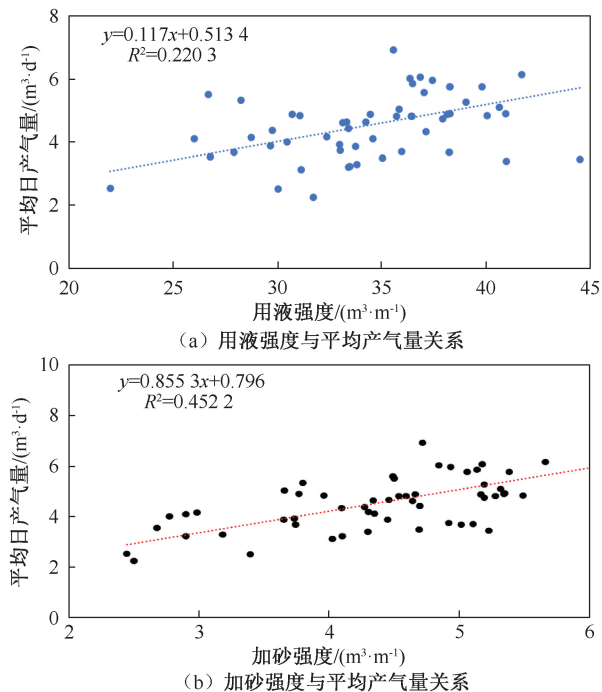 8
y=0.117x+0.513 4
R²=0.220 3
6
4
2
0
平均日产气量/(m³·d⁻¹)
20 25 30 35 40 45
用液强度/(m³·m⁻¹)
（a）用液强度与平均产气量关系
10
y=0.855 3x+0.796
R²=0.452 2
8
6
4
2
0
平均日产气量/(m³·d⁻¹)
2 3 4 5 6
加砂强度/(m³·m⁻¹)
（b）加砂强度与平均产气量关系